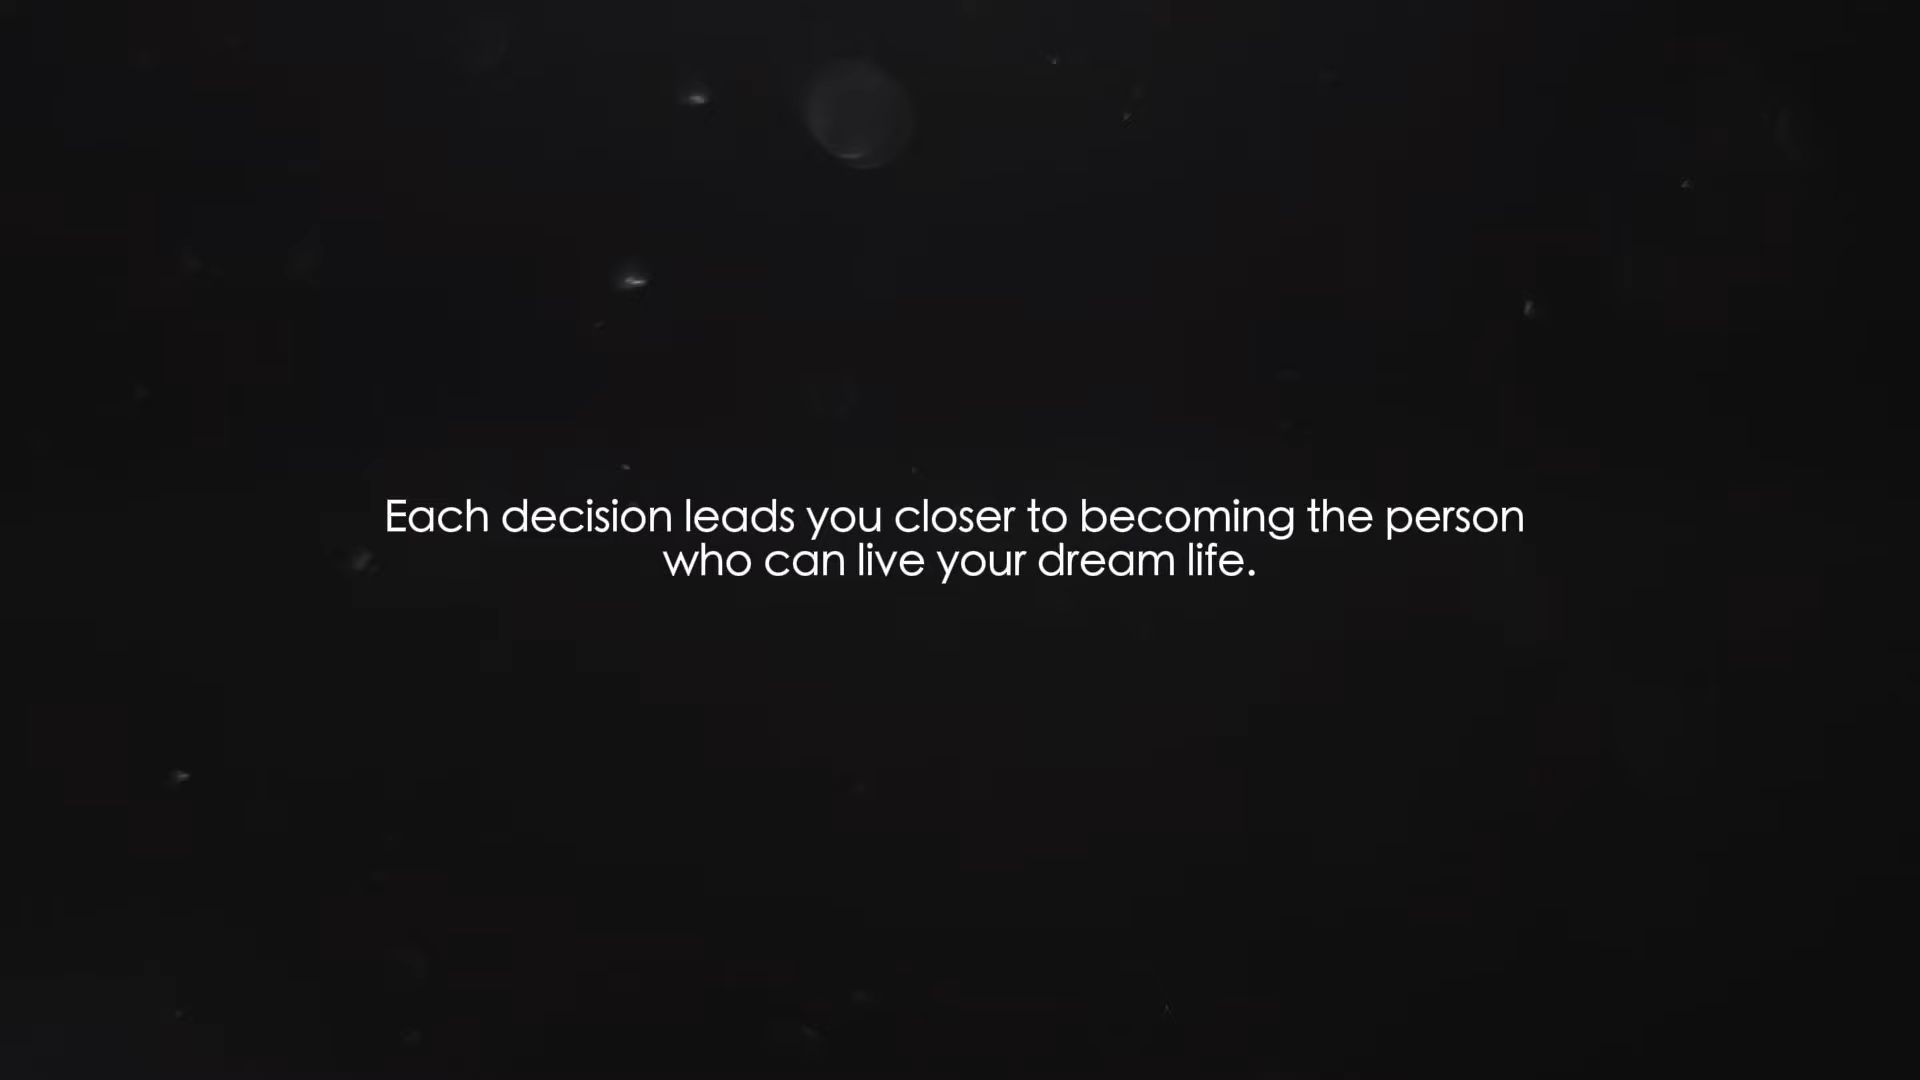 Each decision leads you closer to becoming the person
who can live your dream life.